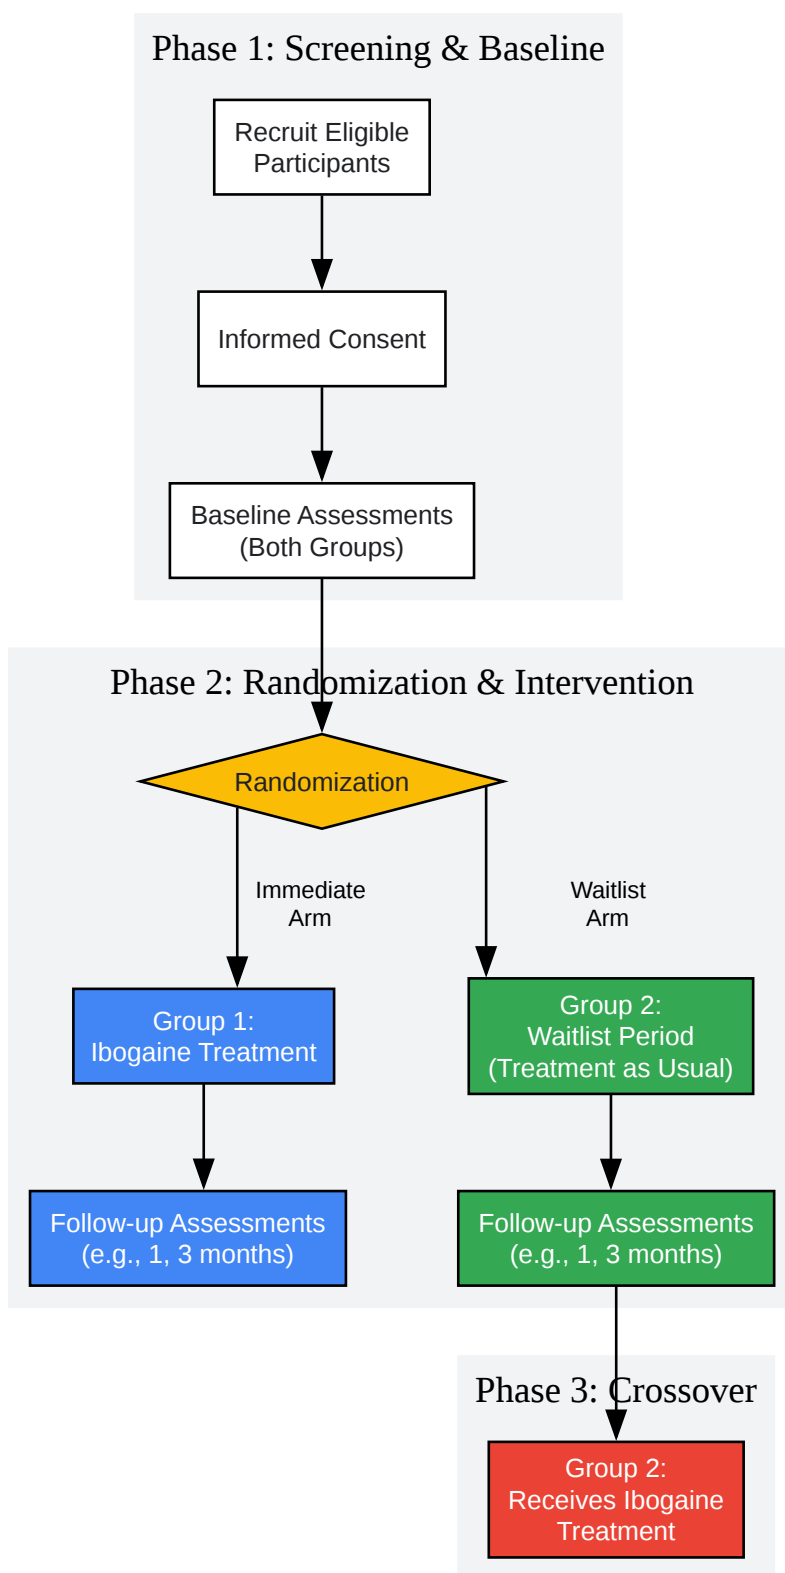 Phase 1: Screening & Baseline
Recruit Eligible
Participants
Informed Consent
Baseline Assessments
(Both Groups)
Phase 2: Randomization & Intervention
Randomization
Immediate
Arm
Waitlist
Arm
Group 1:
Ibogaine Treatment
Group 2:
Waitlist Period
(Treatment as Usual)
Follow-up Assessments
(e.g., 1, 3 months)
Follow-up Assessments
(e.g., 1, 3 months)
Phase 3: Crossover
Group 2:
Receives Ibogaine
Treatment